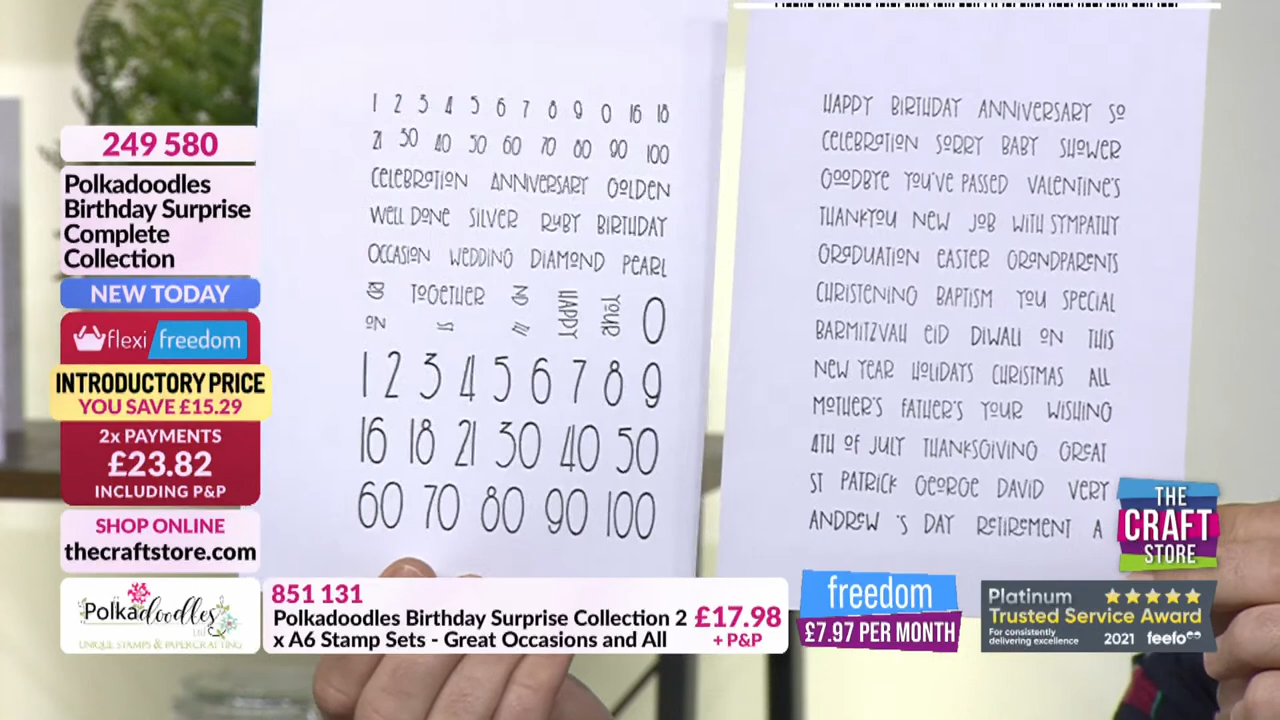 249 580
Polkadoodles
Birthday Surprise
Complete
Collection
NEW TODAY
flexi freedom
INTRODUCTORY PRICE
YOU SAVE £15.29
2x PAYMENTS
£23.82
INCLUDING P&P
SHOP ONLINE
thecraftstore.com
1 2 3 4 5 6 7 8 9 0 16 18
21 30 40 50 60 70 80 90 100
CELEBRATION ANNIVERSARY GOLDEN
WELL DONE SILVER RUBY BIRTHDAY
OCCASION WEDDING DIAMOND PEARL
TOGETHER HAPPY YOUR 0
ON
1 2 3 4 5 6 7 8 9
16 18 21 30 40 50
60 70 80 90 100
HAPPY BIRTHDAY ANNIVERSARY SO
CELEBRATION SORRY BABY SHOWER
GOODBYE YOU'VE PASSED VALENTINE'S
THANKYOU NEW JOB WITH SYMPATHY
GRADUATION EASTER GRANDPARENTS
CHRISTENING BAPTISM YOU SPECIAL
BARMITZVAH EID DIWALI ON THIS
NEW YEAR HOLIDAYS CHRISTMAS ALL
MOTHER'S FATHER'S YOUR WISHING
4TH OF JULY THANKSGIVING GREAT
ST PATRICK GEORGE DAVID VERY
ANDREW 'S DAY RETIREMENT A
THE
CRAFT
STORE
Polkadoodles
UNIQUE STAMPS & PAPERCRAFTING
851 131
Polkadoodles Birthday Surprise Collection 2
x A6 Stamp Sets - Great Occasions and All
£17.98
+ P&P
freedom
£7.97 PER MONTH
Platinum
Trusted Service Award
For consistently
delivering excellence
2021 feefo